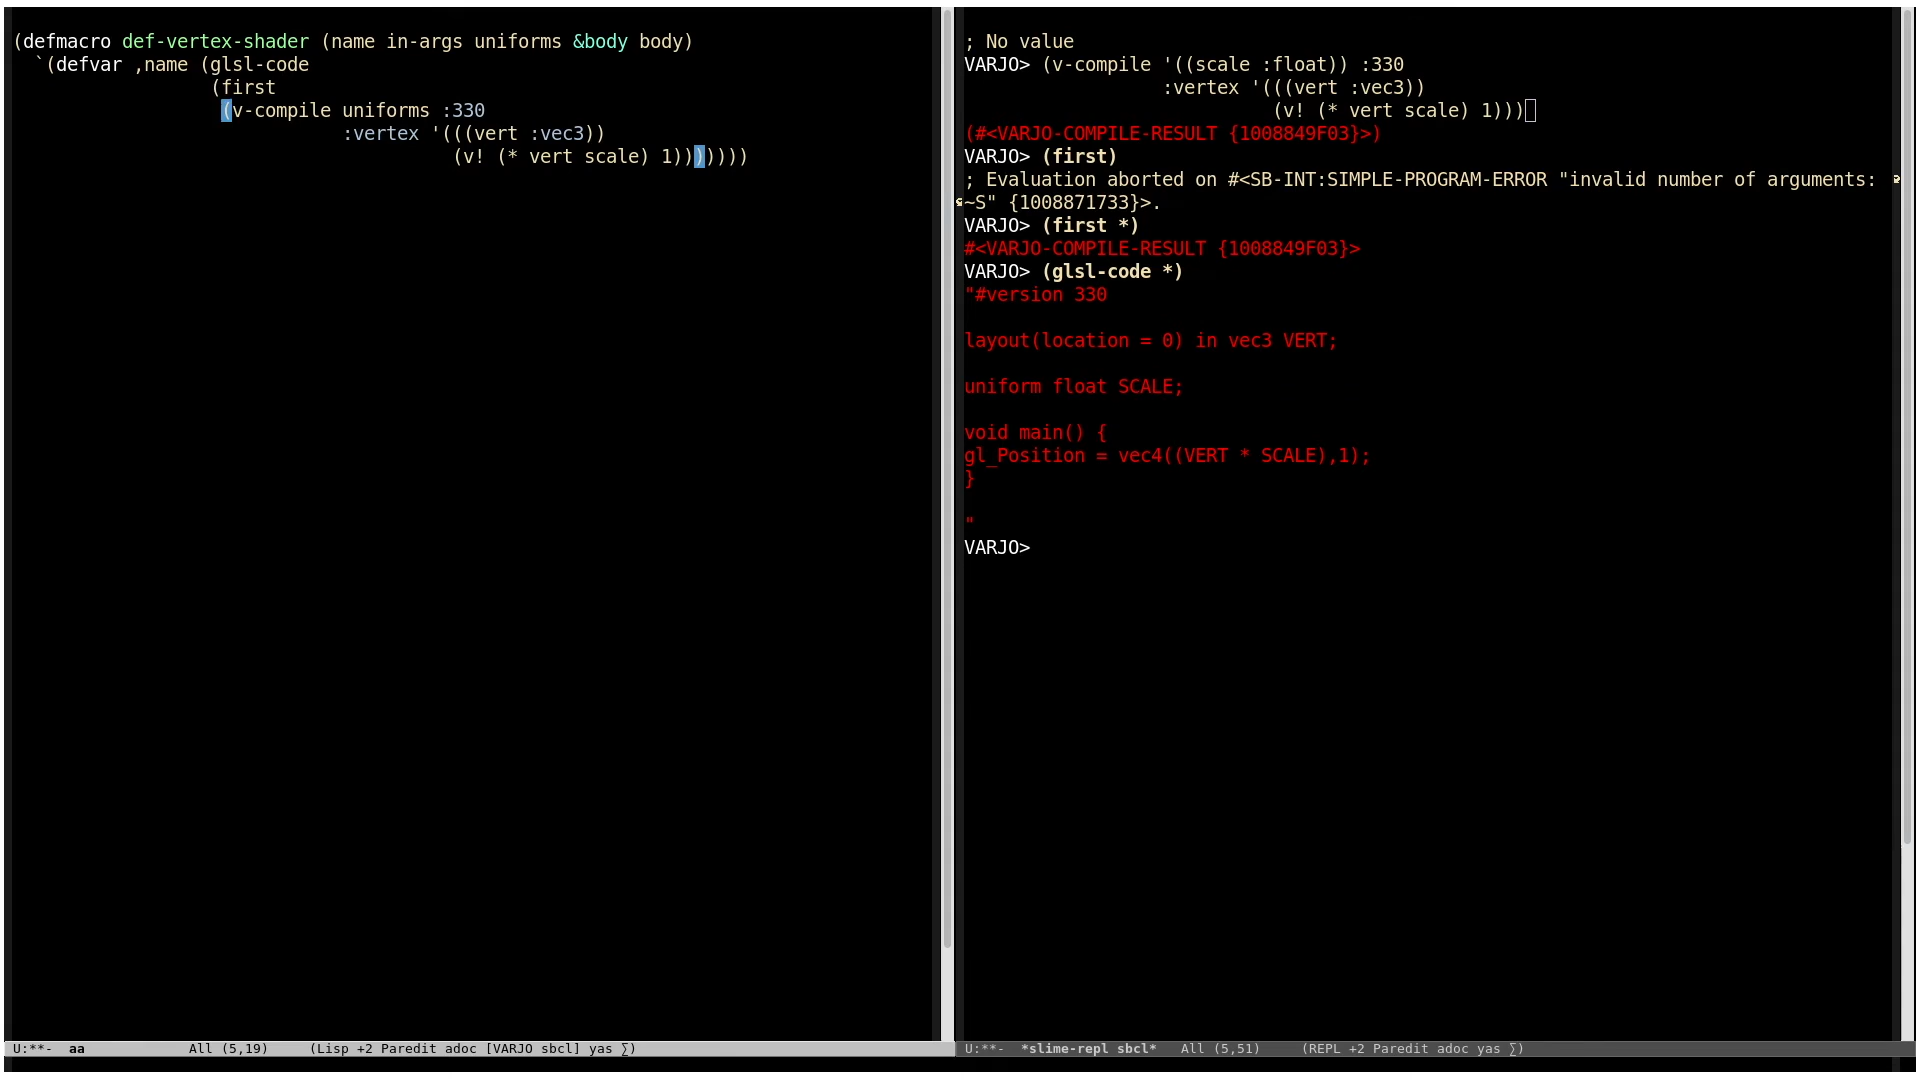 (defmacro def-vertex-shader (name in-args uniforms &body body)
  `(defvar ,name (glsl-code
                  (first
                   (v-compile uniforms :330
                              :vertex '(((vert :vec3))
                                        (v! (* vert scale) 1)))))))
U:**-  aa             All (5,19)     (Lisp +2 Paredit adoc [VARJO sbcl] yas ∑)
; No value
VARJO> (v-compile '((scale :float)) :330
                  :vertex '(((vert :vec3))
                            (v! (* vert scale) 1)))
(#<VARJO-COMPILE-RESULT {1008849F03}>)
VARJO> (first)
; Evaluation aborted on #<SB-INT:SIMPLE-PROGRAM-ERROR "invalid number of arguments:
~S" {1008871733}>.
VARJO> (first *)
#<VARJO-COMPILE-RESULT {1008849F03}>
VARJO> (glsl-code *)
"#version 330
layout(location = 0) in vec3 VERT;
uniform float SCALE;
void main() {
gl_Position = vec4((VERT * SCALE),1);
}
"
VARJO>
U:**-  *slime-repl sbcl*   All (5,51)     (REPL +2 Paredit adoc yas ∑)